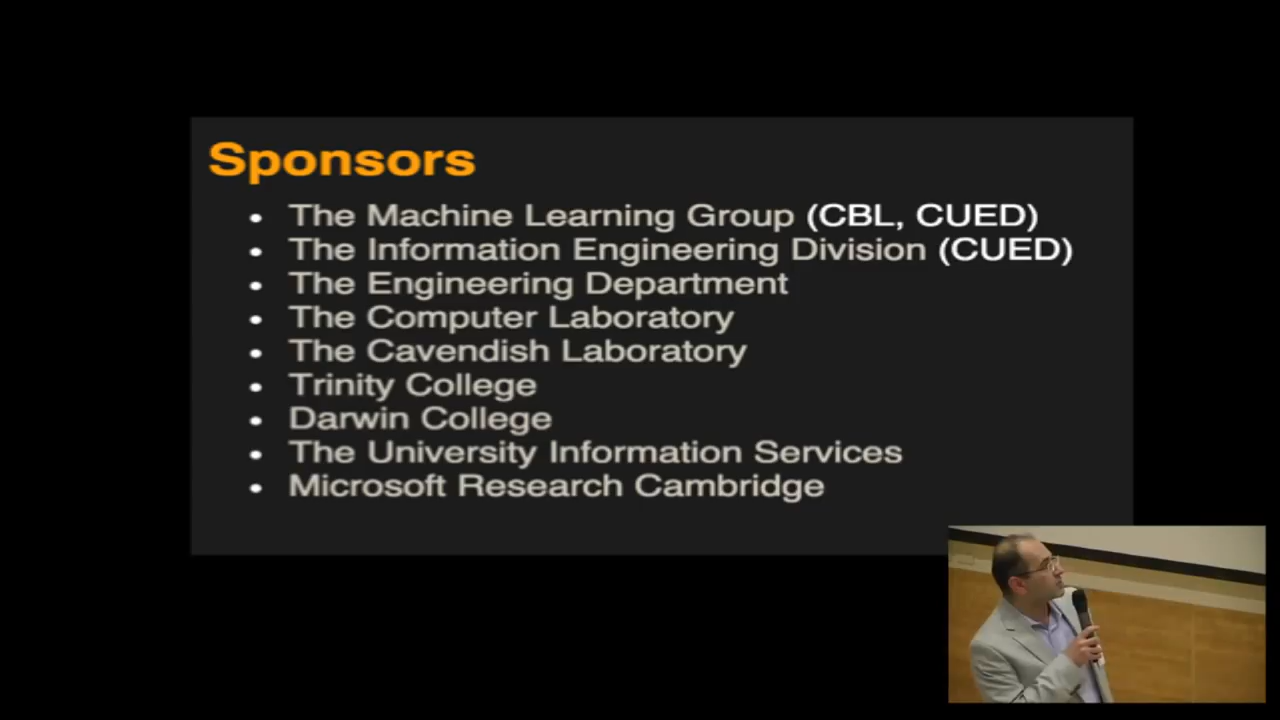 Sponsors
• The Machine Learning Group (CBL, CUED)
• The Information Engineering Division (CUED)
• The Engineering Department
• The Computer Laboratory
• The Cavendish Laboratory
• Trinity College
• Darwin College
• The University Information Services
• Microsoft Research Cambridge